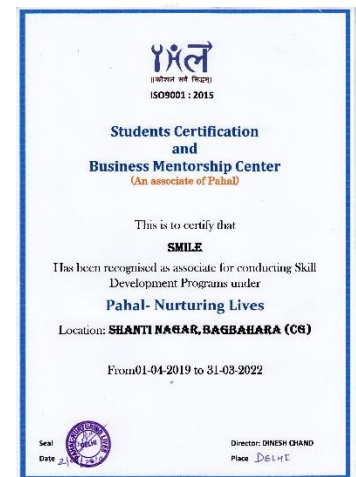 पहल
||कौशलं सर्वं सिद्धम्||
ISO9001 : 2015
Students Certification
and
Business Mentorship Center
(An associate of Pahal)
This is to certify that
SMILE
Has been recognised as associate for conducting Skill
Development Programs under
Pahal- Nurturing Lives
Location: SHANTI NAGAR, BAGBAHARA (CG)
From01-04-2019 to 31-03-2022
Seal
DELHI
Director: DINESH CHAND
Date
Place DELHI